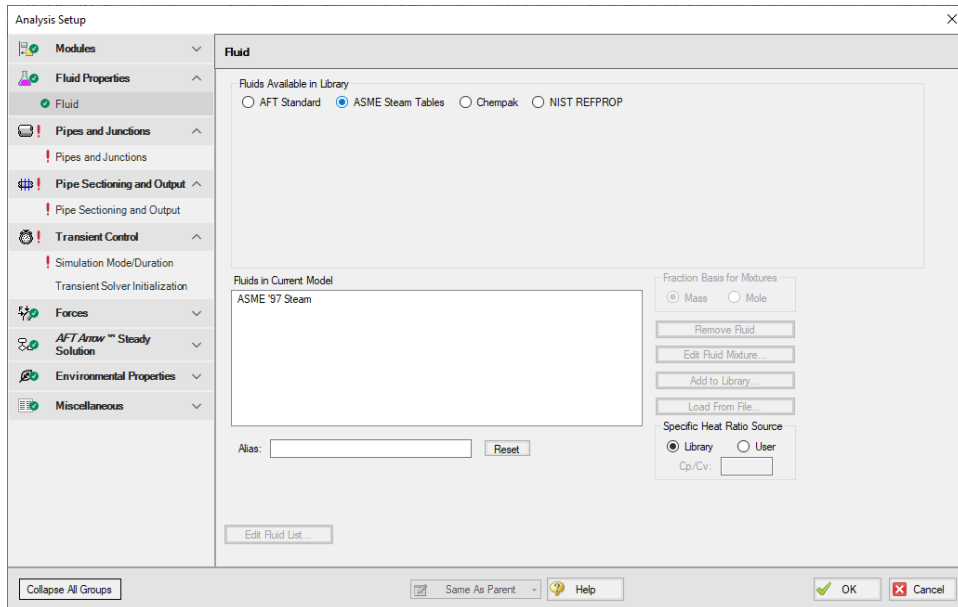 Analysis Setup
Modules
Fluid Properties
Fluid
Pipes and Junctions
Pipes and Junctions
Pipe Sectioning and Output
Pipe Sectioning and Output
Transient Control
Simulation Mode/Duration
Transient Solver Initialization
Forces
AFT Arrow ™ Steady
Solution
Environmental Properties
Miscellaneous
Fluid
Fluids Available in Library
AFT Standard ASME Steam Tables Chempak NIST REFPROP
Fluids in Current Model
ASME '97 Steam
Fraction Basis for Mixtures
Mass Mole
Remove Fluid
Edit Fluid Mixture...
Add to Library...
Load From File...
Specific Heat Ratio Source
Library User
Cp/Cv:
Alias: Reset
Edit Fluid List...
Collapse All Groups Same As Parent Help OK Cancel